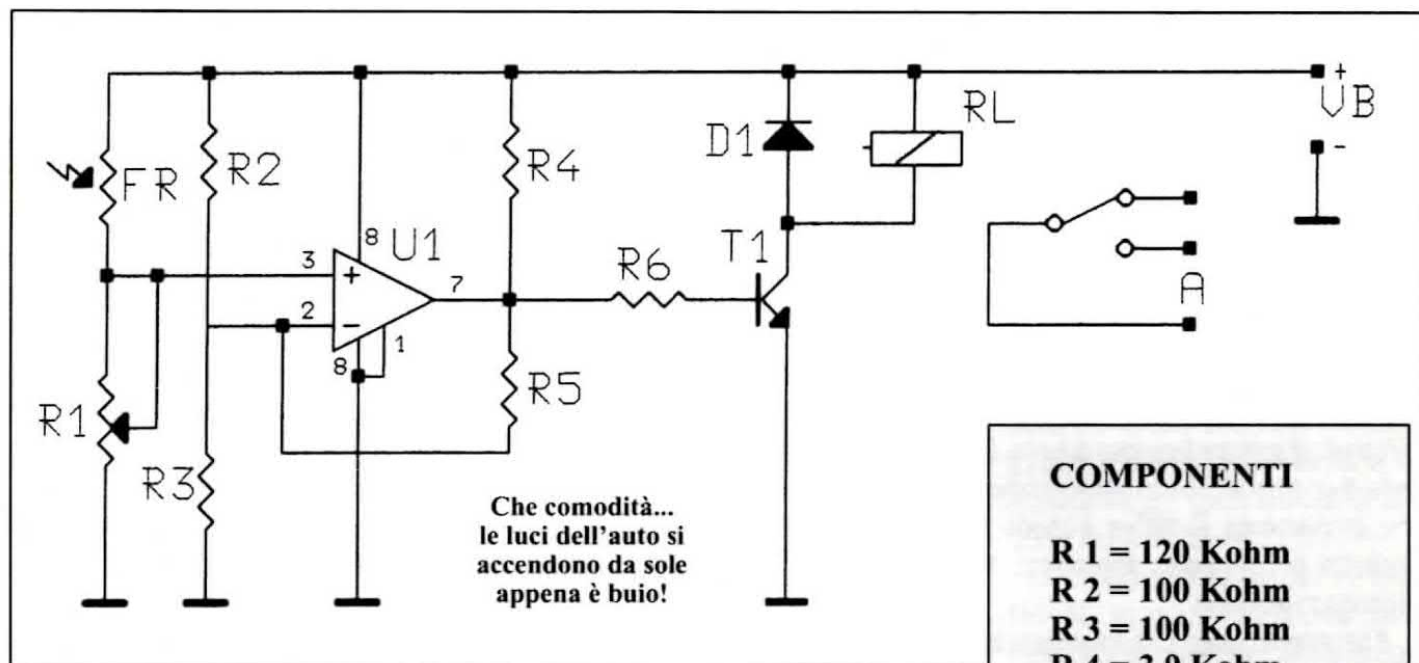 RL
+
VB
-
D1
R2
FR
R4
8
U1
3
+
7
R6
T1
2
-
A
1
8
R5
R1
R3
Che comodità...
le luci dell'auto si
accendono da sole
appena è buio!
COMPONENTI
R 1 = 120 Kohm
R 2 = 100 Kohm
R 3 = 100 Kohm